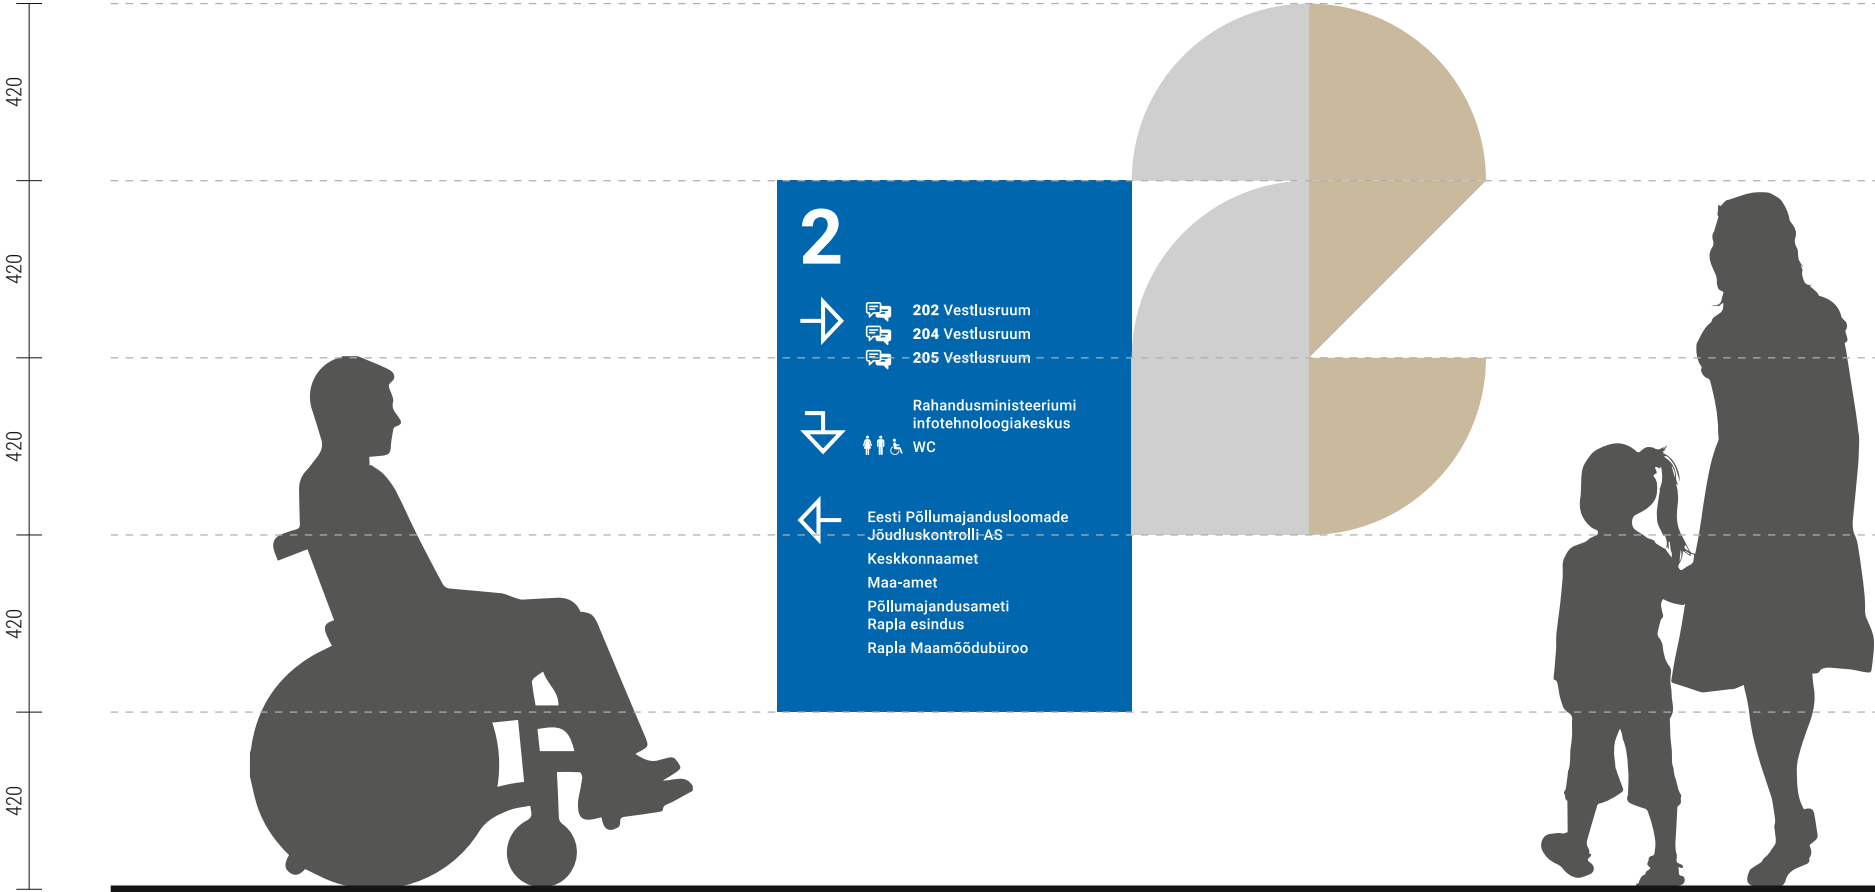 420
420
420
420
420
2
202 Vestlusruum
204 Vestlusruum
205 Vestlusruum
Rahandusministeeriumi
infotehnoloogiakeskus
WC
Eesti Põllumajandusloomade
Jõudluskontrolli AS
Keskkonnaamet
Maa-amet
Põllumajandusameti
Rapla esindus
Rapla Maamõõdubüroo
2